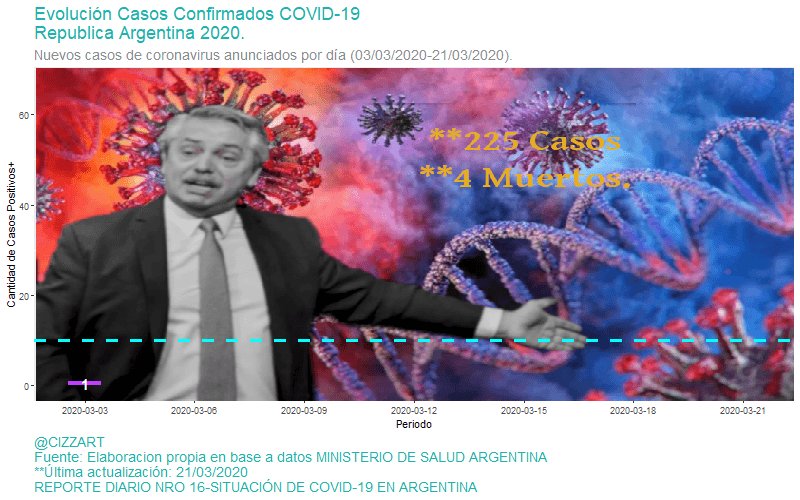 Evolución Casos Confirmados COVID-19
Republica Argentina 2020.
Nuevos casos de coronavirus anunciados por día (03/03/2020-21/03/2020).
**225 Casos
**4 Muertos.
Cantidad de Casos Positivos+
60
40
20
0
1
2020-03-03 2020-03-06 2020-03-09 2020-03-12 2020-03-15 2020-03-18 2020-03-21
Periodo
@CIZZART
Fuente: Elaboracion propia en base a datos MINISTERIO DE SALUD ARGENTINA
**Última actualización: 21/03/2020
REPORTE DIARIO NRO 16-SITUACIÓN DE COVID-19 EN ARGENTINA